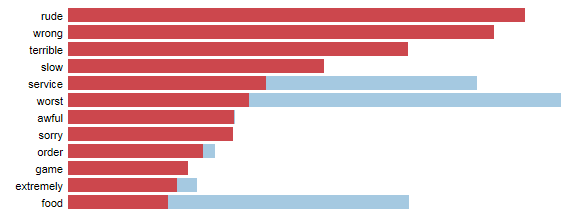 rude
wrong
terrible
slow
service
worst
awful
sorry
order
game
extremely
food